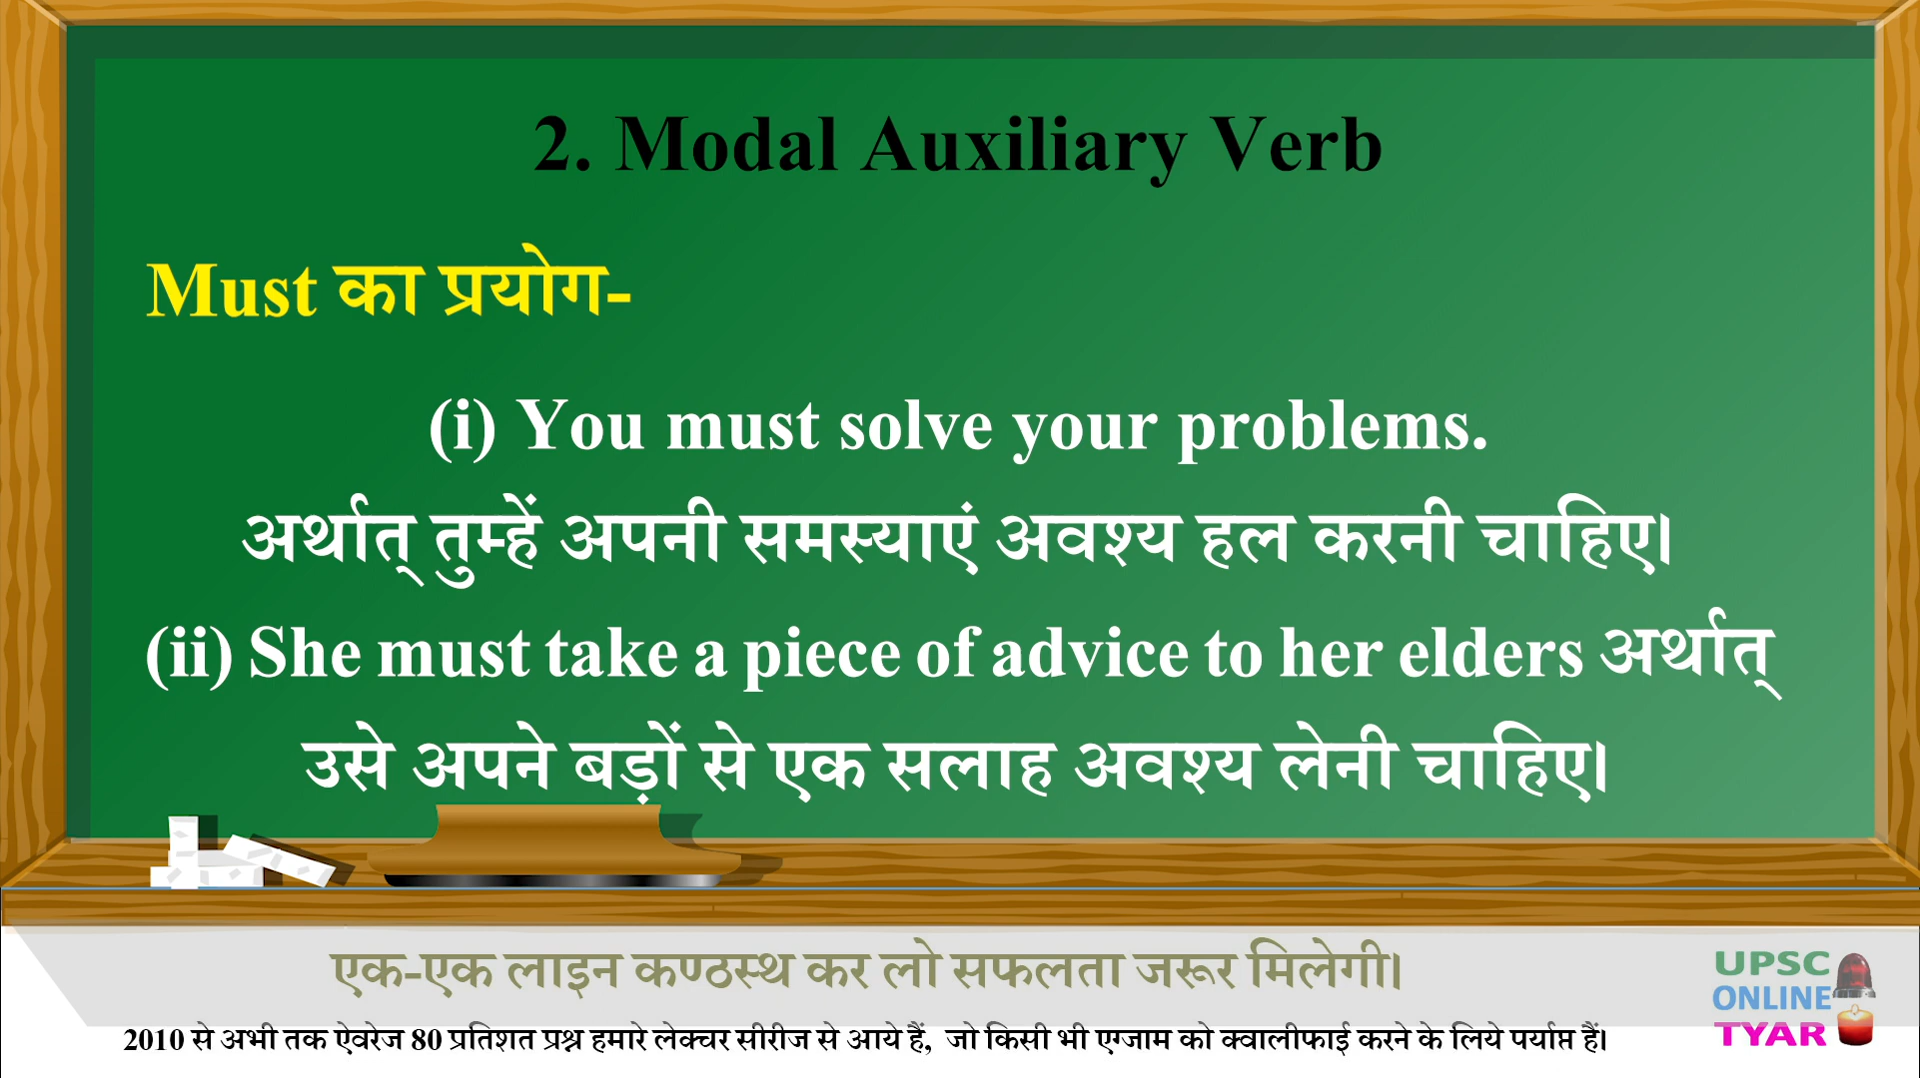 2. Modal Auxiliary Verb
Must का प्रयोग-
(i) You must solve your problems.
अर्थात् तुम्हें अपनी समस्याएं अवश्य हल करनी चाहिए।
(ii) She must take a piece of advice to her elders अर्थात्
उसे अपने बड़ों से एक सलाह अवश्य लेनी चाहिए।
एक-एक लाइन कण्ठस्थ कर लो सफलता जरूर मिलेगी।
2010 से अभी तक ऐवरेज 80 प्रतिशत प्रश्न हमारे लेक्चर सीरीज से आये हैं, जो किसी भी एग्जाम को क्वालीफाई करने के लिये पर्याप्त हैं।
UPSC
ONLINE
TYAR